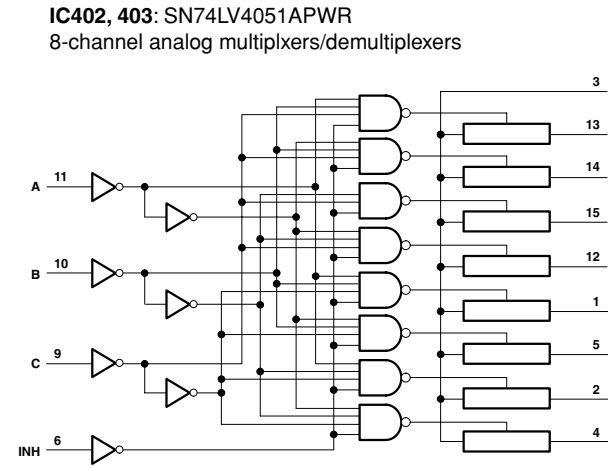 IC402, 403: SN74LV4051APWR
8-channel analog multiplxers/demultiplexers
3
13
A 11
14
15
B 10
12
1
C 9
5
2
INH 6
4